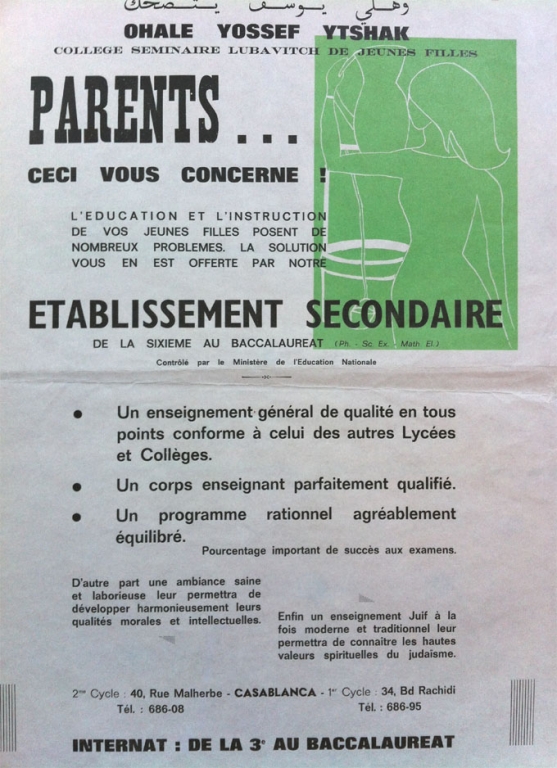 وهلي يوسف يتصحك
OHALE YOSSEF YTSHAK
COLLEGE SEMINAIRE LUBAVITCH DE JEUNES FILLES
PARENTS ...
CECI VOUS CONCERNE !
L'EDUCATION ET L'INSTRUCTION
DE VOS JEUNES FILLES POSENT DE
NOMBREUX PROBLEMES. LA SOLUTION
VOUS EN EST OFFERTE PAR NOTRE
ETABLISSEMENT SECONDAIRE
DE LA SIXIEME AU BACCALAUREAT (Ph. - Sc. Ex. - Math. El.)
Contrôlé par le Ministère de l'Education Nationale
● Un enseignement général de qualité en tous
points conforme à celui des autres Lycées
et Collèges.
● Un corps enseignant parfaitement qualifié.
● Un programme rationnel agréablement
équilibré.
Pourcentage important de succès aux examens.
D'autre part une ambiance saine
et laborieuse leur permettra de
développer harmonieusement leurs
qualités morales et intellectuelles.
Enfin un enseignement Juif à la
fois moderne et traditionnel leur
permettra de connaitre les hautes
valeurs spirituelles du judaisme.
2me Cycle : 40, Rue Malherbe - CASABLANCA - 1er Cycle : 34, Bd Rachidi
Tél. : 686-08 Tél. : 686-95
INTERNAT : DE LA 3e AU BACCALAUREAT